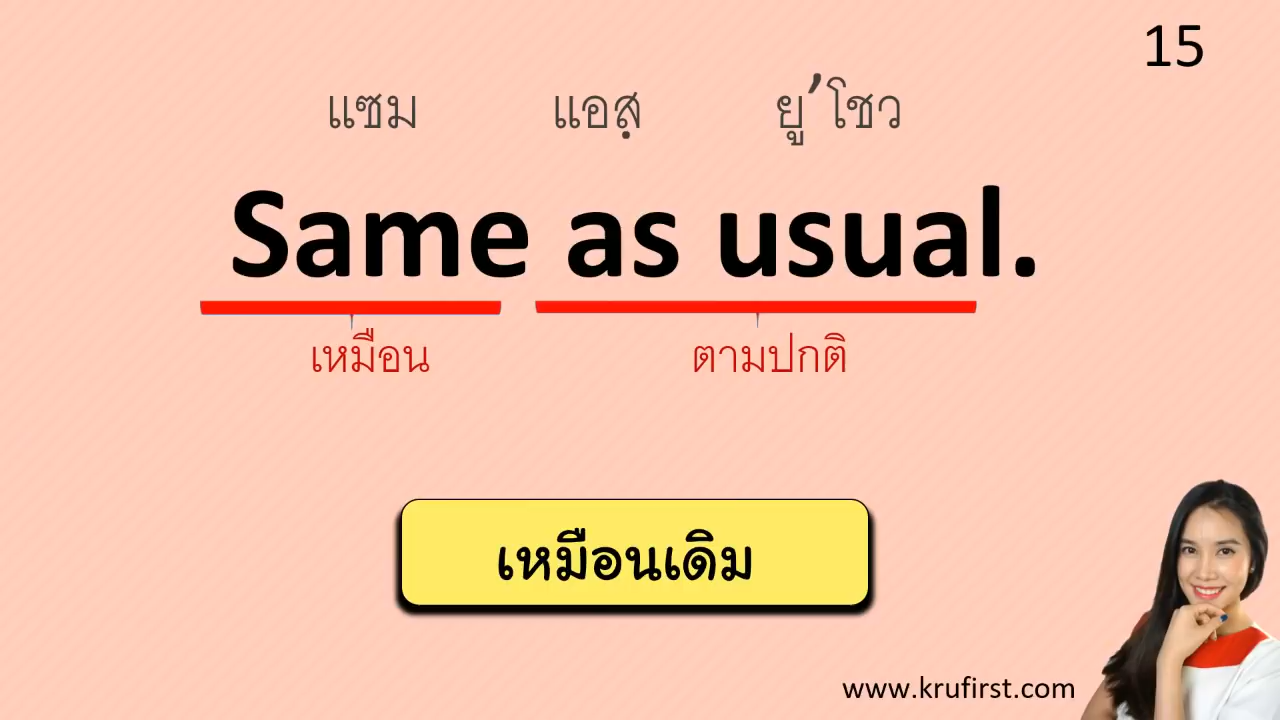 15
แซม แอสฺ ยู’โชว
Same as usual.
เหมือน ตามปกติ
เหมือนเดิม
www.krufirst.com